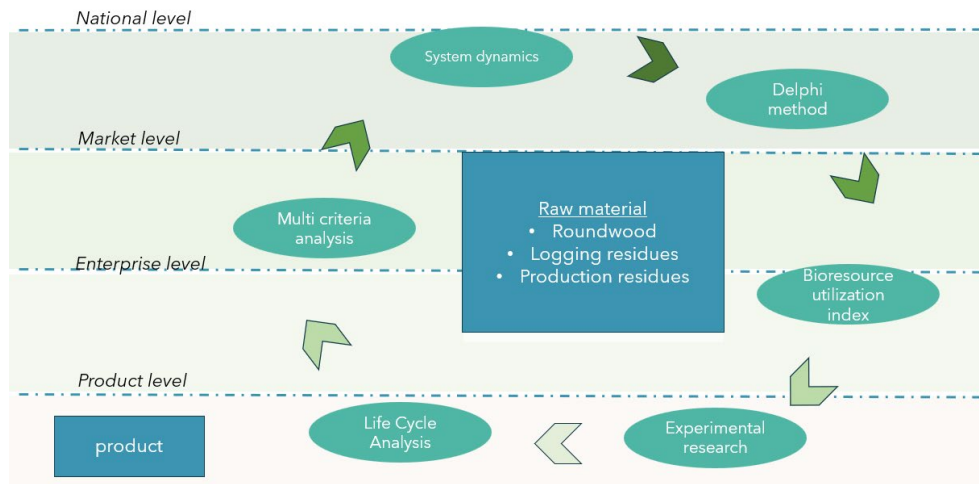 National level
System dynamics
Delphi
method
Market level
Raw material
• Roundwood
• Logging residues
• Production residues
Multi criteria
analysis
Enterprise level
Bioresource
utilization
index
Product level
Life Cycle
Analysis
Experimental
research
product